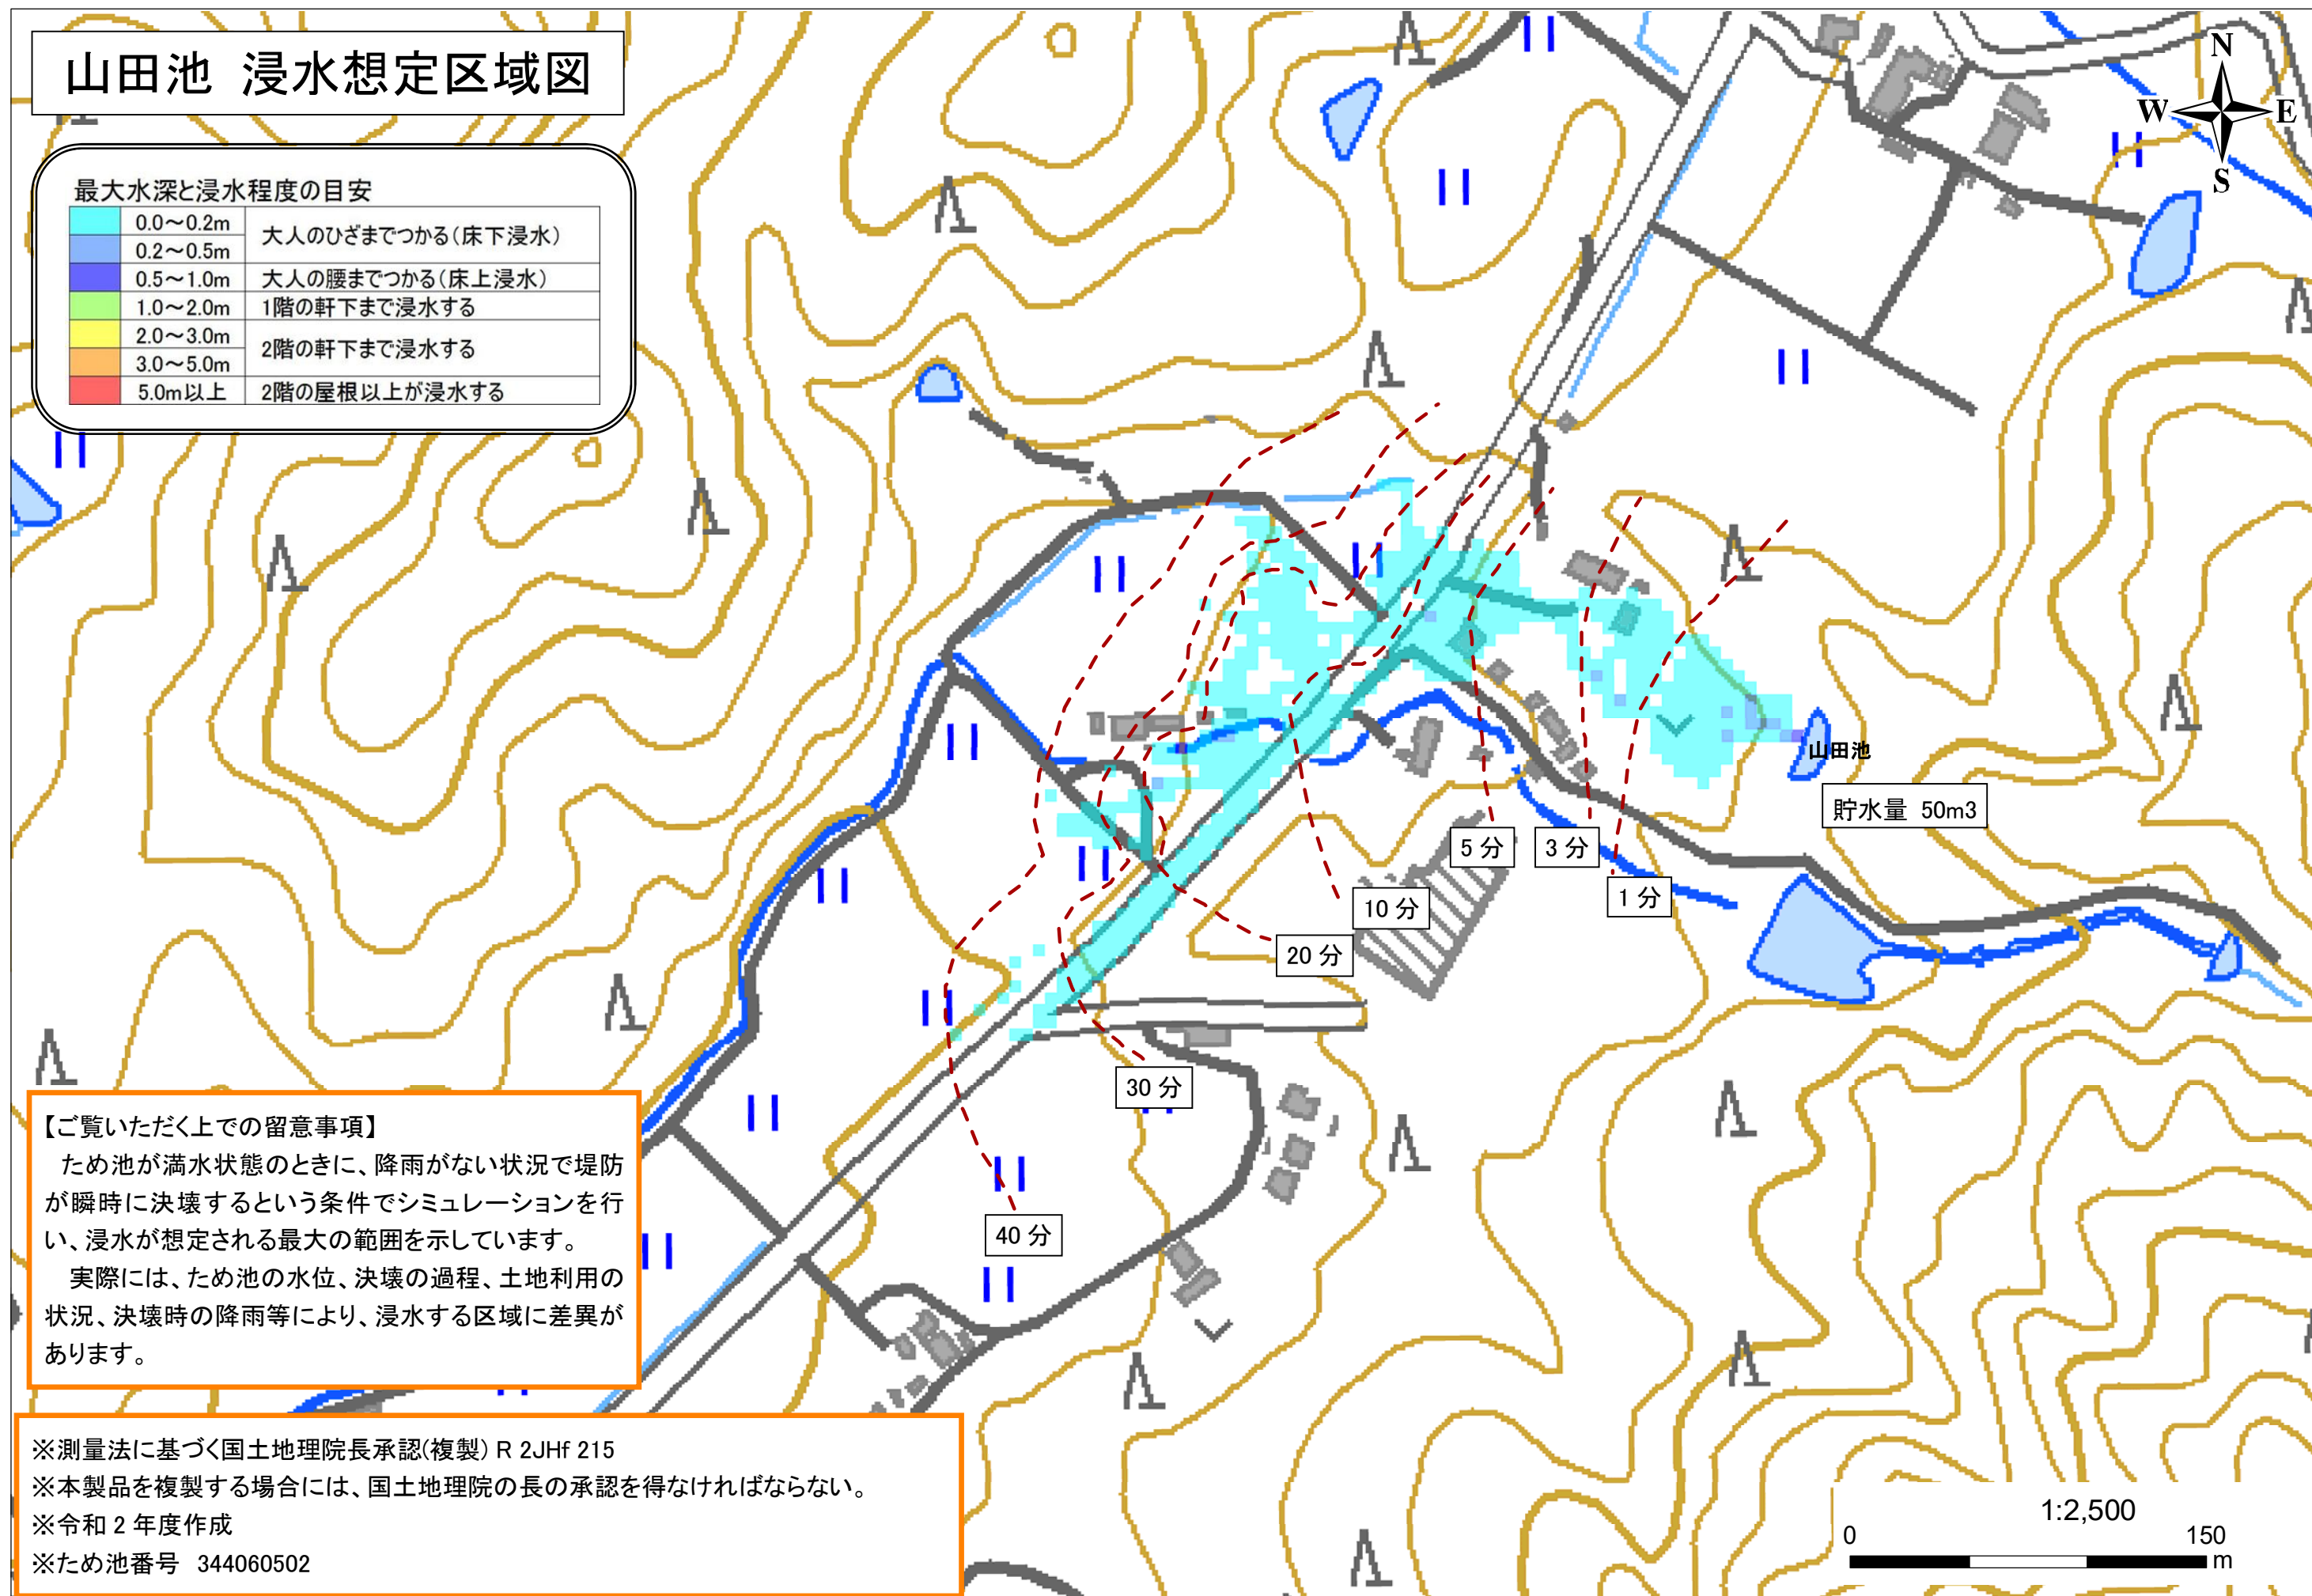 山田池 浸水想定区域図
最大水深と浸水程度の目安
0.0～0.2m
大人のひざまでつかる(床下浸水)
0.2～0.5m
0.5～1.0m 大人の腰までつかる(床上浸水)
1.0～2.0m 1階の軒下まで浸水する
2.0～3.0m
2階の軒下まで浸水する
3.0～5.0m
5.0m以上 2階の屋根以上が浸水する
N
W E
S
山田池
貯水量 50m3
5 分
3 分
1 分
10 分
20 分
30 分
40 分
【ご覧いただく上での留意事項】
ため池が満水状態のときに、降雨がない状況で堤防
が瞬時に決壊するという条件でシミュレーションを行
い、浸水が想定される最大の範囲を示しています。
実際には、ため池の水位、決壊の過程、土地利用の
状況、決壊時の降雨等により、浸水する区域に差異が
あります。
※測量法に基づく国土地理院長承認(複製) R 2JHf 215
※本製品を複製する場合には、国土地理院の長の承認を得なければならない。
※令和 2 年度作成
※ため池番号 344060502
1:2,500
0 150
m